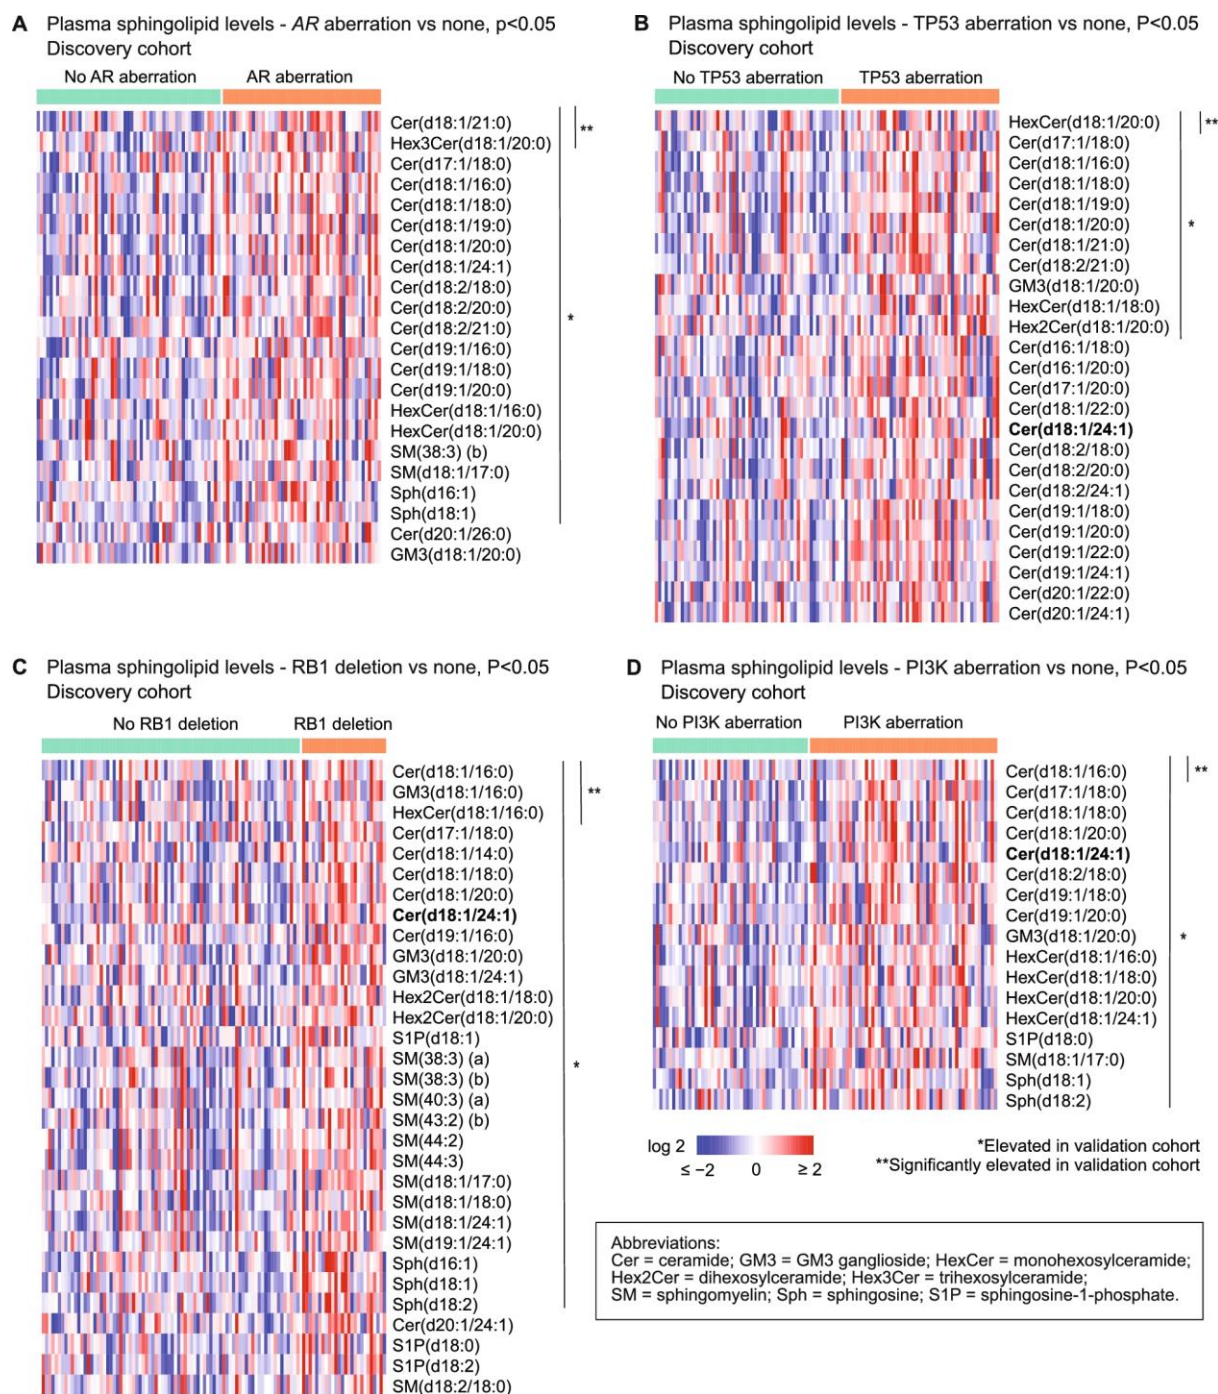 A Plasma sphingolipid levels - AR aberration vs none, p<0.05
Discovery cohort
No AR aberration AR aberration
Cer(d18:1/21:0)
Hex3Cer(d18:1/20:0)
**
Cer(d17:1/18:0)
Cer(d18:1/16:0)
Cer(d18:1/18:0)
Cer(d18:1/19:0)
Cer(d18:1/20:0)
Cer(d18:1/24:1)
Cer(d18:2/18:0)
Cer(d18:2/20:0)
Cer(d18:2/21:0)
*
Cer(d19:1/16:0)
Cer(d19:1/18:0)
Cer(d19:1/20:0)
HexCer(d18:1/16:0)
HexCer(d18:1/20:0)
SM(38:3) (b)
SM(d18:1/17:0)
Sph(d16:1)
Sph(d18:1)
Cer(d20:1/26:0)
GM3(d18:1/20:0)
B Plasma sphingolipid levels - TP53 aberration vs none, P<0.05
Discovery cohort
No TP53 aberration TP53 aberration
HexCer(d18:1/20:0) **
Cer(d17:1/18:0)
Cer(d18:1/16:0)
Cer(d18:1/18:0)
Cer(d18:1/19:0)
Cer(d18:1/20:0) *
Cer(d18:1/21:0)
Cer(d18:2/21:0)
GM3(d18:1/20:0)
HexCer(d18:1/18:0)
Hex2Cer(d18:1/20:0)
Cer(d16:1/18:0)
Cer(d16:1/20:0)
Cer(d17:1/20:0)
Cer(d18:1/22:0)
Cer(d18:1/24:1)
Cer(d18:2/18:0)
Cer(d18:2/20:0)
Cer(d18:2/24:1)
Cer(d19:1/18:0)
Cer(d19:1/20:0)
Cer(d19:1/22:0)
Cer(d19:1/24:1)
Cer(d20:1/22:0)
Cer(d20:1/24:1)
C Plasma sphingolipid levels - RB1 deletion vs none, P<0.05
Discovery cohort
No RB1 deletion RB1 deletion
Cer(d18:1/16:0)
GM3(d18:1/16:0) **
HexCer(d18:1/16:0)
Cer(d17:1/18:0)
Cer(d18:1/14:0)
Cer(d18:1/18:0)
Cer(d18:1/20:0)
Cer(d18:1/24:1)
Cer(d19:1/16:0)
GM3(d18:1/20:0)
GM3(d18:1/24:1)
Hex2Cer(d18:1/18:0)
Hex2Cer(d18:1/20:0)
S1P(d18:1)
SM(38:3) (a) *
SM(38:3) (b)
SM(40:3) (a)
SM(43:2) (b)
SM(44:2)
SM(44:3)
SM(d18:1/17:0)
SM(d18:1/18:0)
SM(d18:1/24:1)
SM(d19:1/24:1)
Sph(d16:1)
Sph(d18:1)
Sph(d18:2)
Cer(d20:1/24:1)
S1P(d18:0)
S1P(d18:2)
SM(d18:2/18:0)
D Plasma sphingolipid levels - PI3K aberration vs none, P<0.05
Discovery cohort
No PI3K aberration PI3K aberration
Cer(d18:1/16:0) **
Cer(d17:1/18:0)
Cer(d18:1/18:0)
Cer(d18:1/20:0)
Cer(d18:1/24:1)
Cer(d18:2/18:0)
Cer(d19:1/18:0)
Cer(d19:1/20:0)
GM3(d18:1/20:0) *
HexCer(d18:1/16:0)
HexCer(d18:1/18:0)
HexCer(d18:1/20:0)
HexCer(d18:1/24:1)
S1P(d18:0)
SM(d18:1/17:0)
Sph(d18:1)
Sph(d18:2)
log 2
≤ −2 0 ≥ 2
*Elevated in validation cohort
**Significantly elevated in validation cohort
Abbreviations:
Cer = ceramide; GM3 = GM3 ganglioside; HexCer = monohexosylceramide;
Hex2Cer = dihexosylceramide; Hex3Cer = trihexosylceramide;
SM = sphingomyelin; Sph = sphingosine; S1P = sphingosine-1-phosphate.